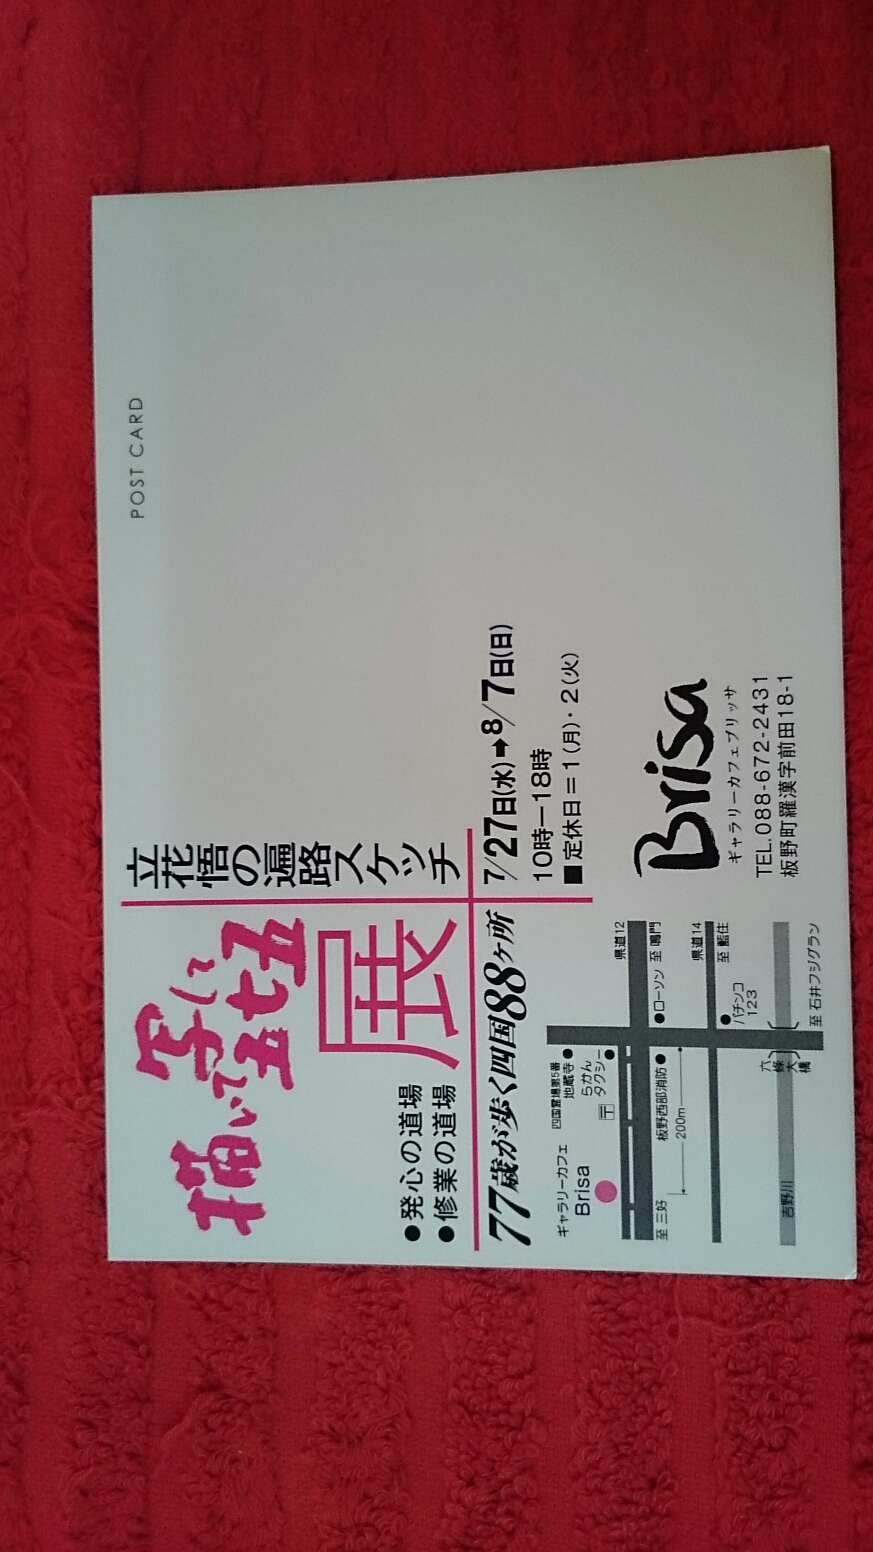 POST CARD
写して
描いて五七五
展
立花悟の遍路スケッチ
●発心の道場
●修業の道場
77歳が歩く四国88ヶ所
7/27日(水)➡8/7日(日)
10時ー18時
■定休日=1(月)・2(火)
Brisa
ギャラリーカフェブリッサ
TEL.088-672-2431
板野町羅漢字前田18-1
四国霊場第5番
地蔵寺
らかん
タクシー
〒
ギャラリーカフェ
Brisa
県道12
至 鳴門
ローソン
板野西部消防
至 三好
200m
県道14
至 藍住
パチンコ
123
六條大橋
吉野川
至 石井フジグラン